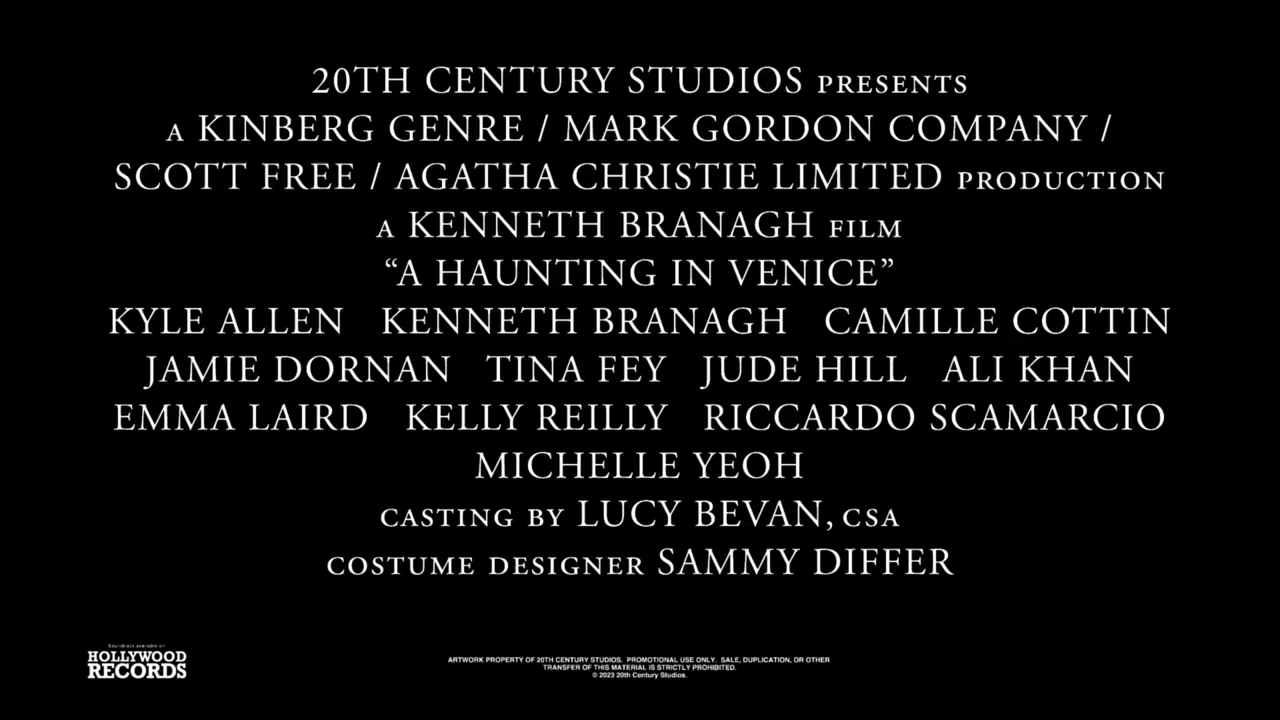 20TH CENTURY STUDIOS PRESENTS
A KINBERG GENRE / MARK GORDON COMPANY /
SCOTT FREE / AGATHA CHRISTIE LIMITED PRODUCTION
A KENNETH BRANAGH FILM
“A HAUNTING IN VENICE”
KYLE ALLEN KENNETH BRANAGH CAMILLE COTTIN
JAMIE DORNAN TINA FEY JUDE HILL ALI KHAN
EMMA LAIRD KELLY REILLY RICCARDO SCAMARCIO
MICHELLE YEOH
CASTING BY LUCY BEVAN, CSA
COSTUME DESIGNER SAMMY DIFFER
Soundtrack available on
HOLLYWOOD
RECORDS
ARTWORK PROPERTY OF 20TH CENTURY STUDIOS. PROMOTIONAL USE ONLY. SALE, DUPLICATION, OR OTHER
TRANSFER OF THIS MATERIAL IS STRICTLY PROHIBITED.
© 2023 20th Century Studios.